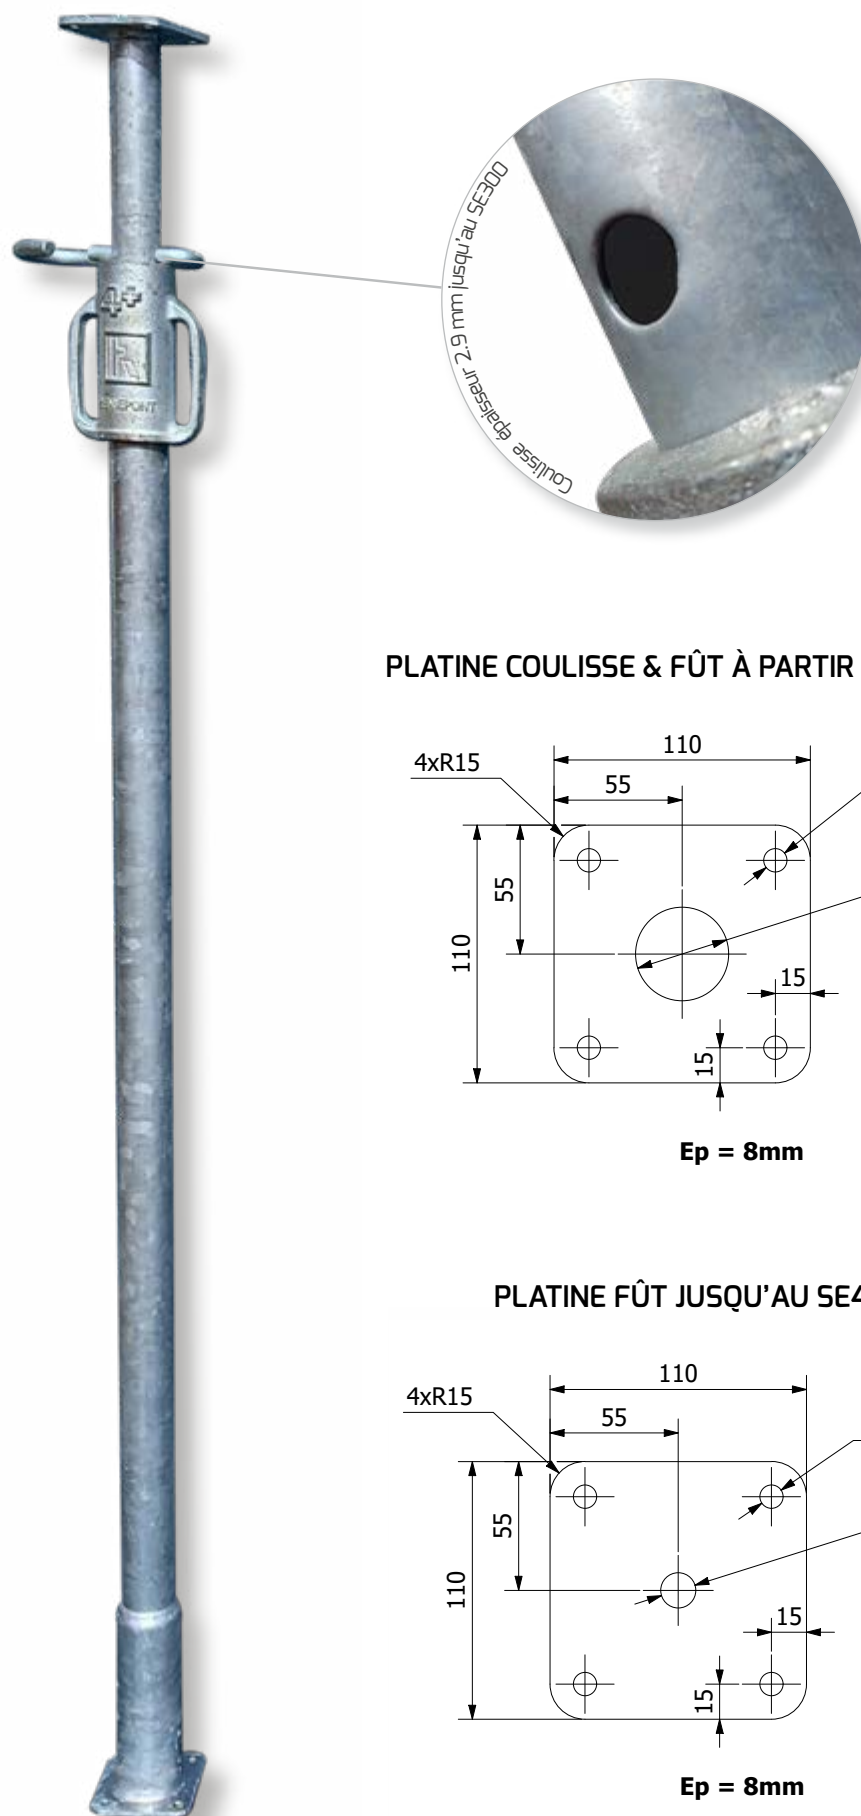 Coulisse épaisseur 2.9 mm jusqu'au SE300
4+
PLATINE COULISSE & FÛT À PARTIR
4xR15
110
55
55
110
15
15
Ep = 8mm
PLATINE FÛT JUSQU'AU SE4
4xR15
110
55
55
110
15
15
Ep = 8mm